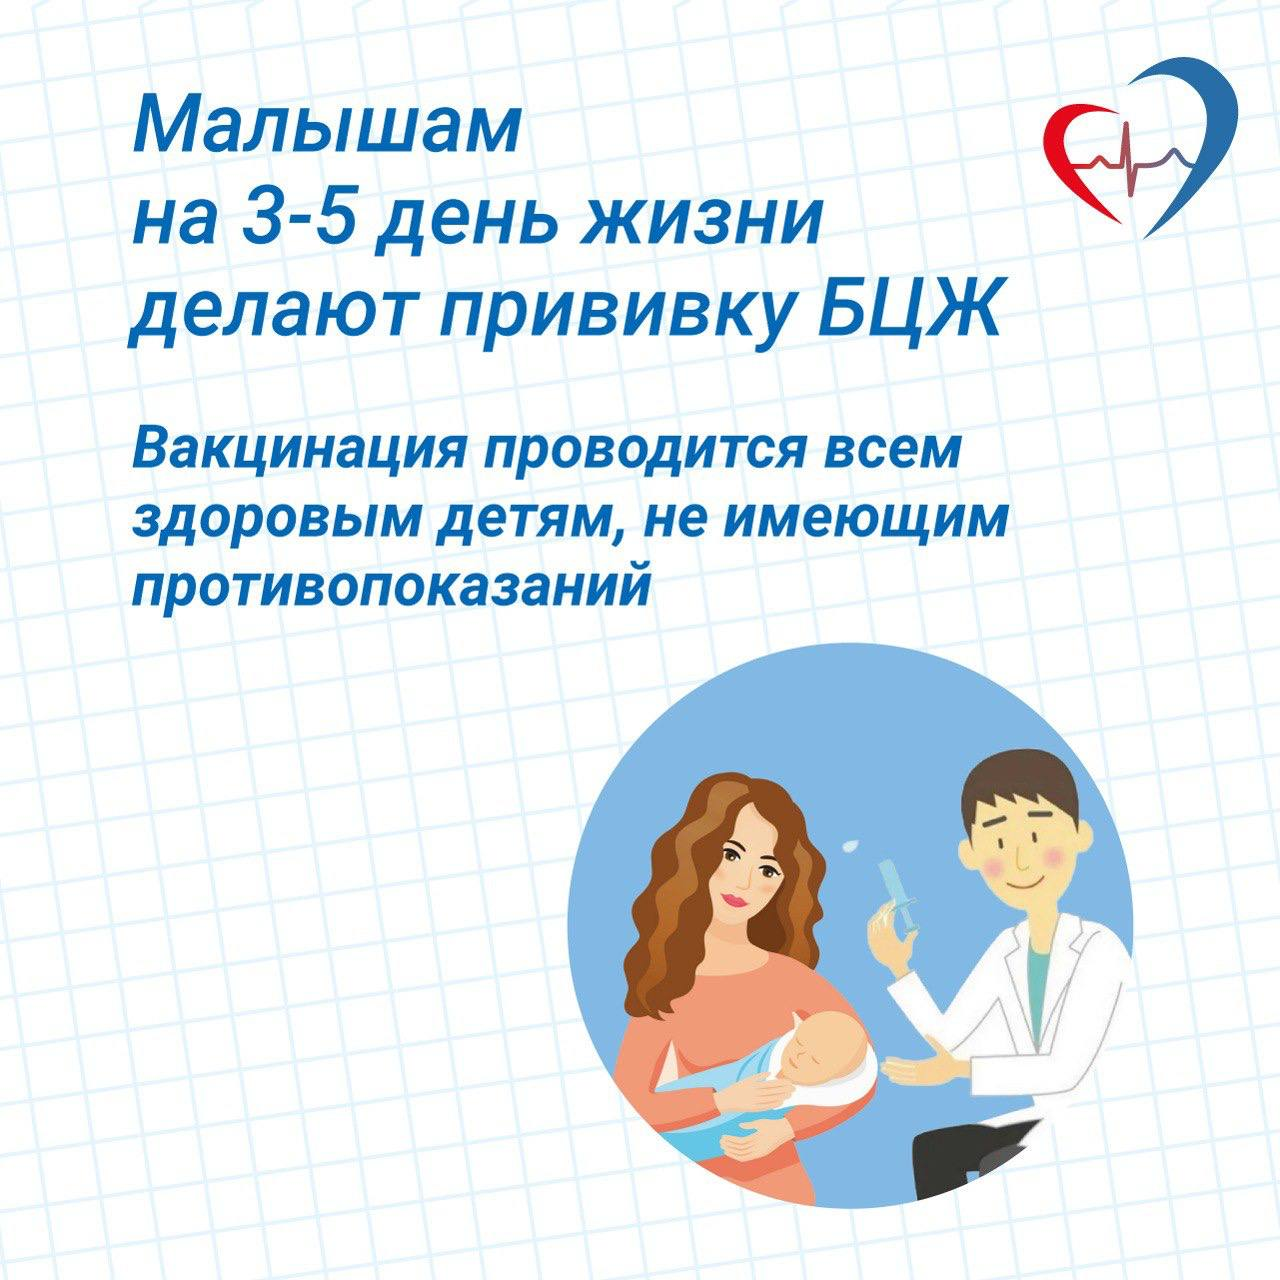 Малышам
на 3-5 день жизни
делают прививку БЦЖ
Вакцинация проводится всем
здоровым детям, не имеющим
противопоказаний